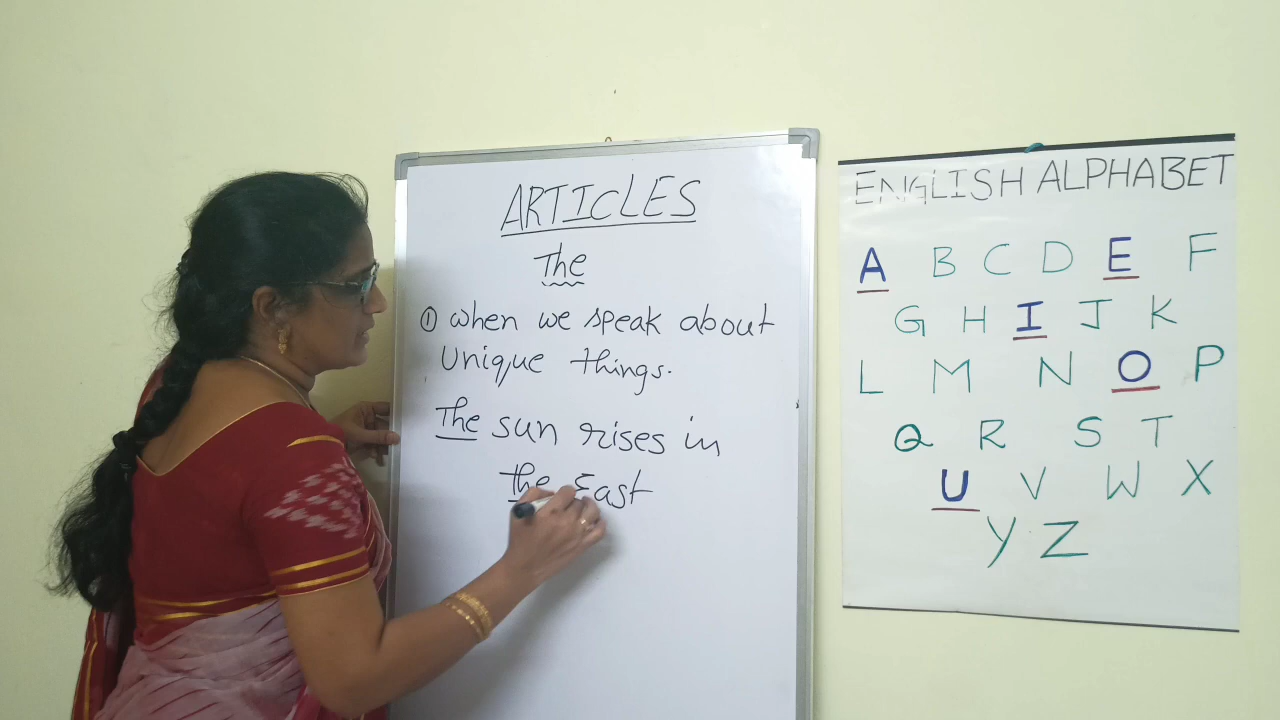 ARTICLES
The
① When we speak about
Unique things.
The sun rises in
the East
ENGLISH ALPHABET
A B C D E F
G H I J K
L M N O P
Q R S T
U V W X
Y Z